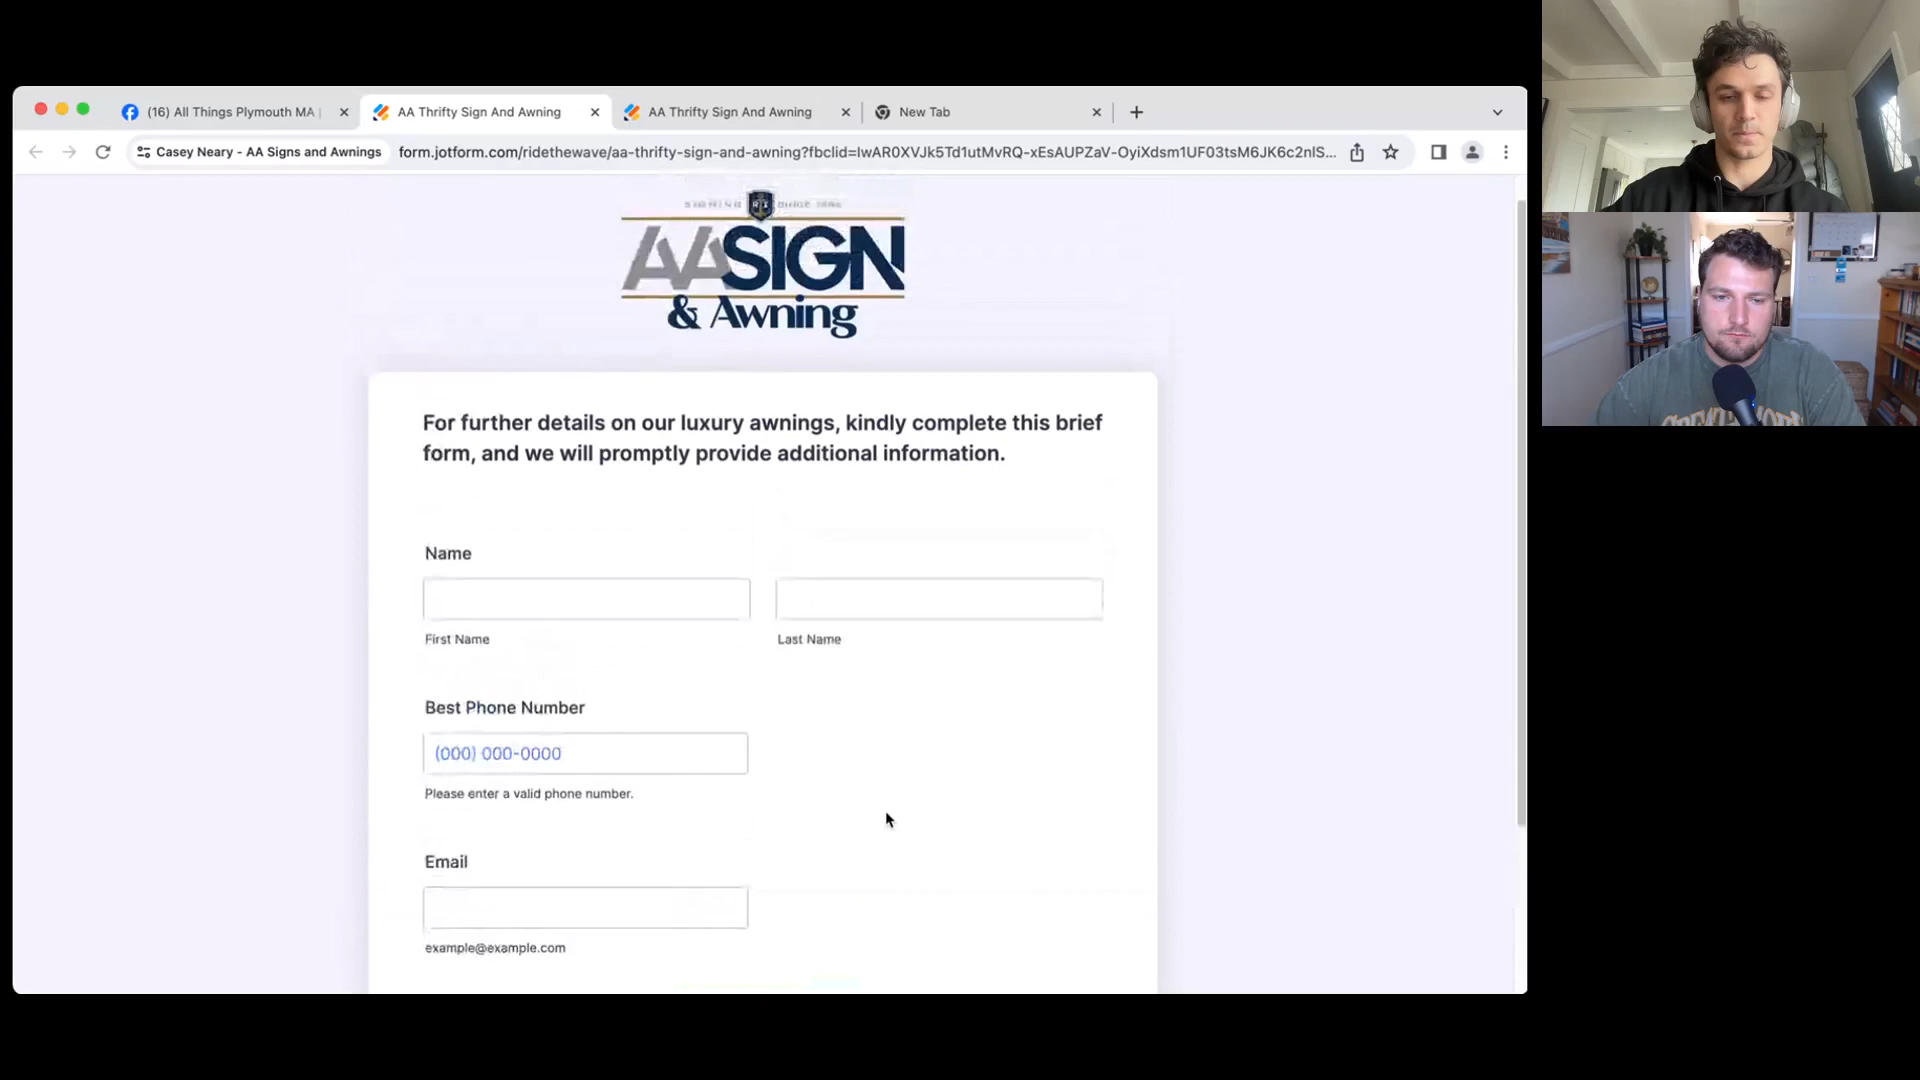 (16) All Things Plymouth MA
AA Thrifty Sign And Awning
AA Thrifty Sign And Awning
New Tab
Casey Neary - AA Signs and Awnings
form.jotform.com/ridethewave/aa-thrifty-sign-and-awning?fbclid=IwAR0XVJk5Td1utMvRQ-xEsAUPZaV-OyiXdsm1UF03tsM6JK6c2nIS...
RI
AASIGN
& Awning
For further details on our luxury awnings, kindly complete this brief
form, and we will promptly provide additional information.
Name
First Name
Last Name
Best Phone Number
(000) 000-0000
Please enter a valid phone number.
Email
example@example.com